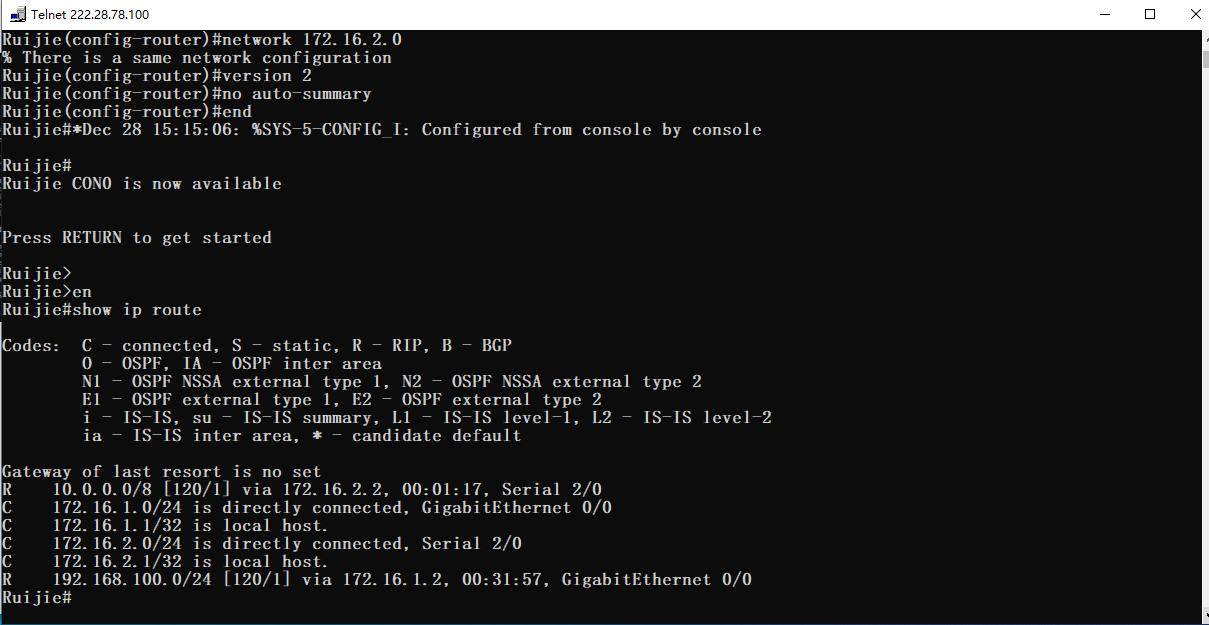 Telnet 222.28.78.100
Ruijie(config-router)#network 172.16.2.0
% There is a same network configuration
Ruijie(config-router)#version 2
Ruijie(config-router)#no auto-summary
Ruijie(config-router)#end
Ruijie#*Dec 28 15:15:06: %SYS-5-CONFIG_I: Configured from console by console
Ruijie#
Ruijie CON0 is now available
Press RETURN to get started
Ruijie>
Ruijie>en
Ruijie#show ip route
Codes:  C - connected, S - static, R - RIP, B - BGP
        O - OSPF, IA - OSPF inter area
        N1 - OSPF NSSA external type 1, N2 - OSPF NSSA external type 2
        E1 - OSPF external type 1, E2 - OSPF external type 2
        i - IS-IS, su - IS-IS summary, L1 - IS-IS level-1, L2 - IS-IS level-2
        ia - IS-IS inter area, * - candidate default
Gateway of last resort is no set
R    10.0.0.0/8 [120/1] via 172.16.2.2, 00:01:17, Serial 2/0
C    172.16.1.0/24 is directly connected, GigabitEthernet 0/0
C    172.16.1.1/32 is local host.
C    172.16.2.0/24 is directly connected, Serial 2/0
C    172.16.2.1/32 is local host.
R    192.168.100.0/24 [120/1] via 172.16.1.2, 00:31:57, GigabitEthernet 0/0
Ruijie#